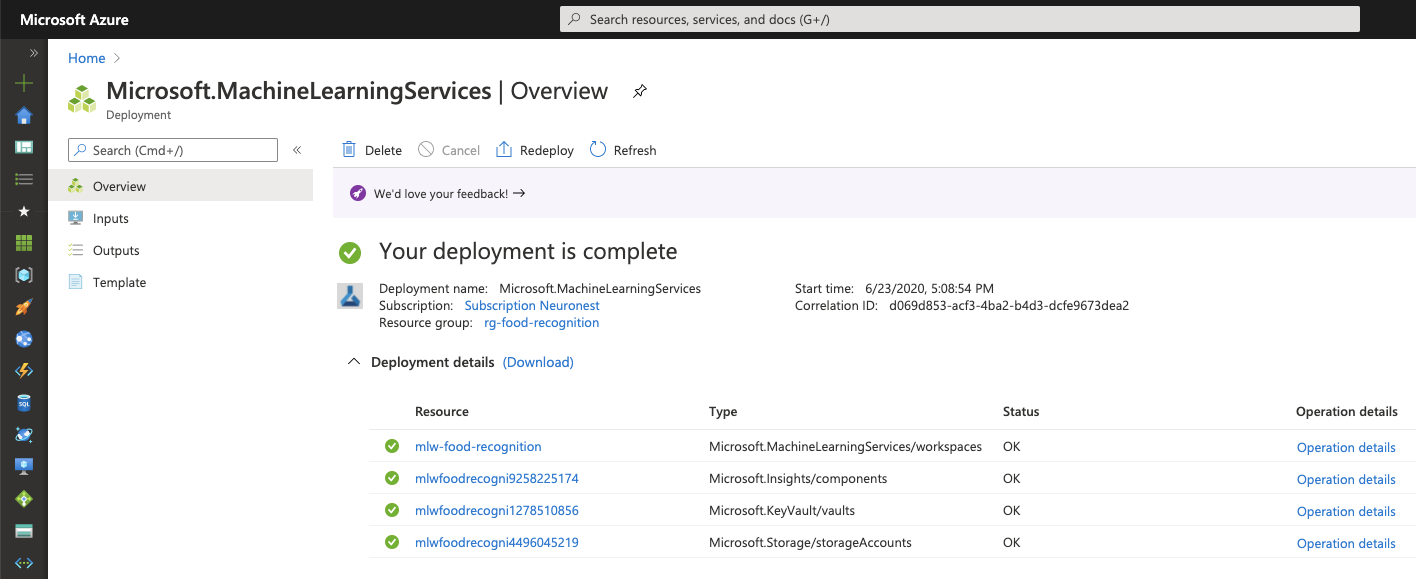 Microsoft Azure
Search resources, services, and docs (G+/)
Home
Microsoft.MachineLearningServices | Overview
Deployment
Search (Cmd+/)
Delete
Cancel
Redeploy
Refresh
Overview
Inputs
Outputs
Template
We'd love your feedback! →
Your deployment is complete
Deployment name: Microsoft.MachineLearningServices
Subscription: Subscription Neuronest
Resource group: rg-food-recognition
Start time: 6/23/2020, 5:08:54 PM
Correlation ID: d069d853-acf3-4ba2-b4d3-dcfe9673dea2
Deployment details (Download)
Resource Type Status Operation details
mlw-food-recognition Microsoft.MachineLearningServices/workspaces OK Operation details
mlwfoodrecogni9258225174 Microsoft.Insights/components OK Operation details
mlwfoodrecogni1278510856 Microsoft.KeyVault/vaults OK Operation details
mlwfoodrecogni4496045219 Microsoft.Storage/storageAccounts OK Operation details
SQL